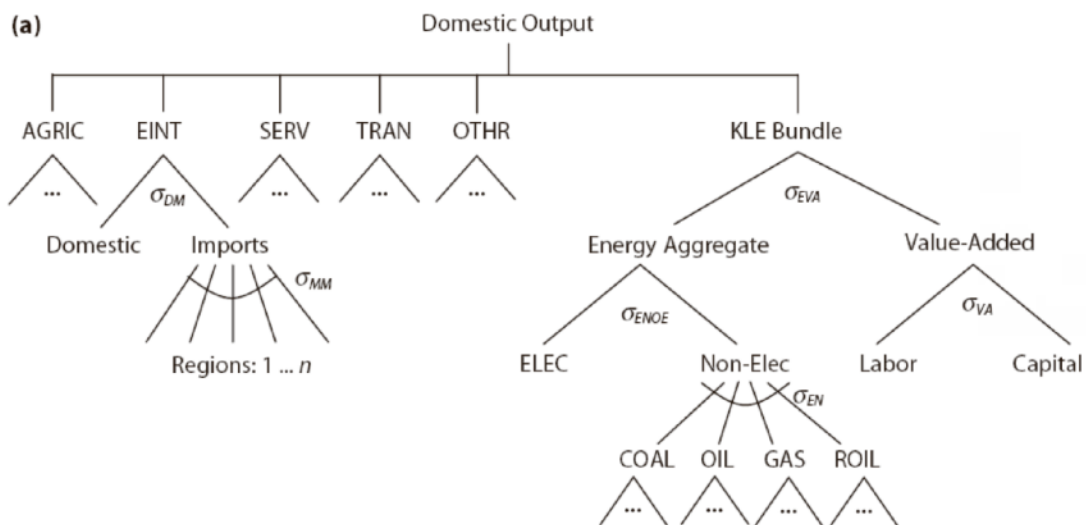 (a)
Domestic Output
AGRIC EINT SERV TRAN OTHR KLE Bundle
... σDM ... ... ... σEVA
Domestic Imports Energy Aggregate Value-Added
σMM σENOE σVA
Regions: 1 ... n ELEC Non-Elec Labor Capital
σEN
COAL OIL GAS ROIL
... ... ... ...